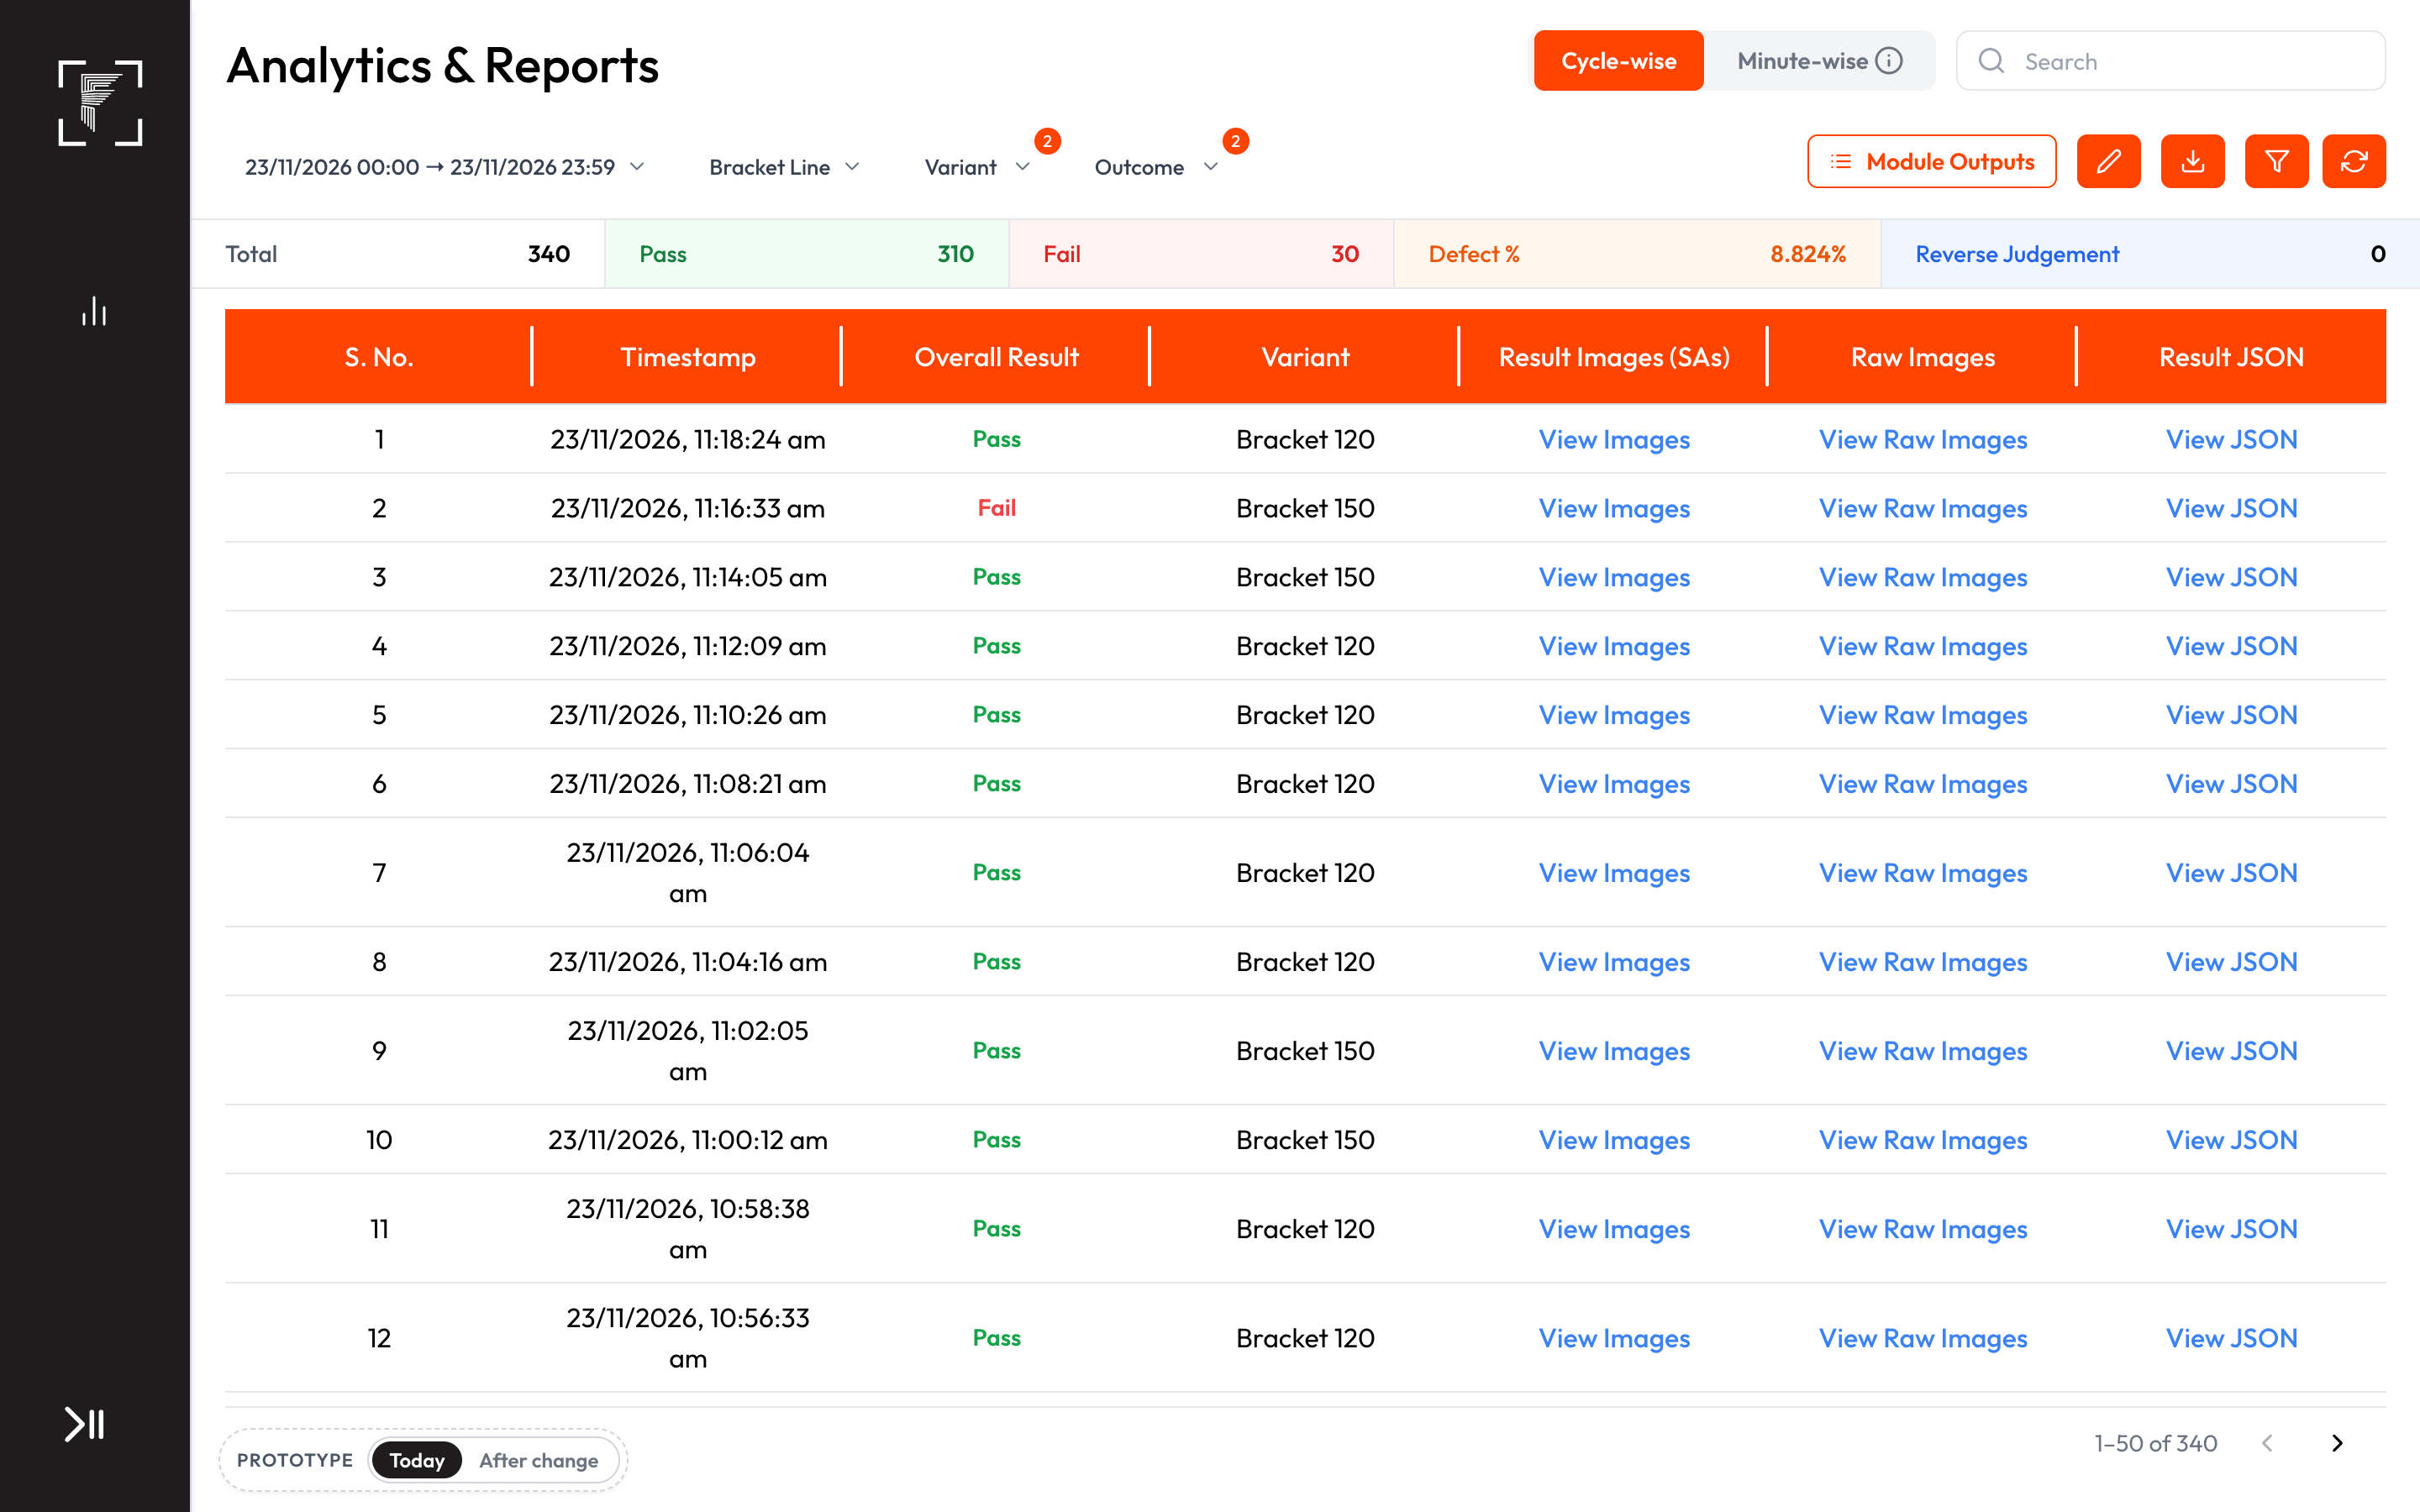 Analytics & Reports
Cycle-wise
Minute-wise
Search
23/11/2026 00:00 → 23/11/2026 23:59
Bracket Line
Variant
2
Outcome
2
Module Outputs
Total 340
Pass 310
Fail 30
Defect % 8.824%
Reverse Judgement 0
S. No. Timestamp Overall Result Variant Result Images (SAs) Raw Images Result JSON
1 23/11/2026, 11:18:24 am Pass Bracket 120 View Images View Raw Images View JSON
2 23/11/2026, 11:16:33 am Fail Bracket 150 View Images View Raw Images View JSON
3 23/11/2026, 11:14:05 am Pass Bracket 150 View Images View Raw Images View JSON
4 23/11/2026, 11:12:09 am Pass Bracket 120 View Images View Raw Images View JSON
5 23/11/2026, 11:10:26 am Pass Bracket 120 View Images View Raw Images View JSON
6 23/11/2026, 11:08:21 am Pass Bracket 120 View Images View Raw Images View JSON
7 23/11/2026, 11:06:04 am Pass Bracket 120 View Images View Raw Images View JSON
8 23/11/2026, 11:04:16 am Pass Bracket 120 View Images View Raw Images View JSON
9 23/11/2026, 11:02:05 am Pass Bracket 150 View Images View Raw Images View JSON
10 23/11/2026, 11:00:12 am Pass Bracket 150 View Images View Raw Images View JSON
11 23/11/2026, 10:58:38 am Pass Bracket 120 View Images View Raw Images View JSON
12 23/11/2026, 10:56:33 am Pass Bracket 120 View Images View Raw Images View JSON
PROTOTYPE Today After change
1–50 of 340